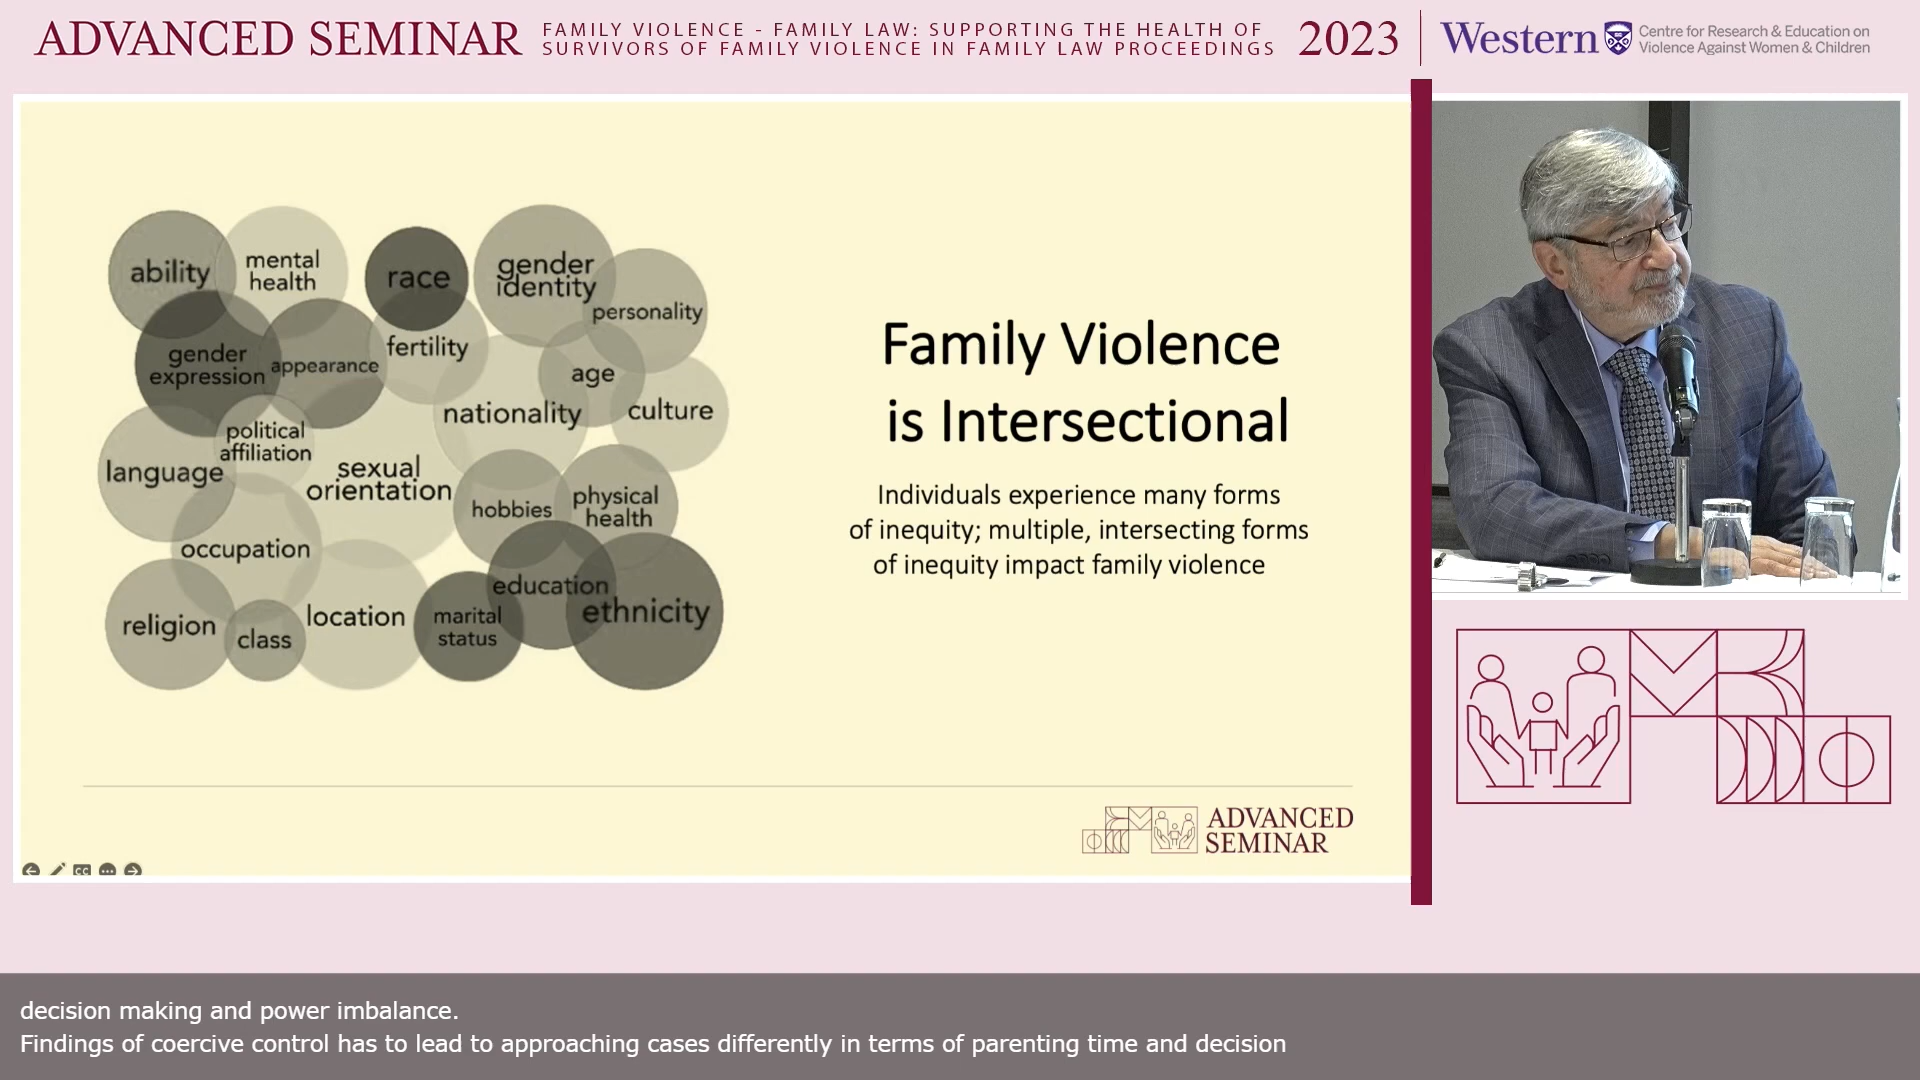 ADVANCED SEMINAR
FAMILY VIOLENCE - FAMILY LAW: SUPPORTING THE HEALTH OF
SURVIVORS OF FAMILY VIOLENCE IN FAMILY LAW PROCEEDINGS
2023
Western
Centre for Research & Education on
Violence Against Women & Children
ability
mental
health
race
gender
identity
personality
gender
expression
appearance
fertility
age
nationality
culture
political
affiliation
language
sexual
orientation
hobbies
physical
health
occupation
education
ethnicity
religion
class
location
marital
status
Family Violence
is Intersectional
Individuals experience many forms
of inequity; multiple, intersecting forms
of inequity impact family violence
ADVANCED
SEMINAR
CC
decision making and power imbalance.
Findings of coercive control has to lead to approaching cases differently in terms of parenting time and decision